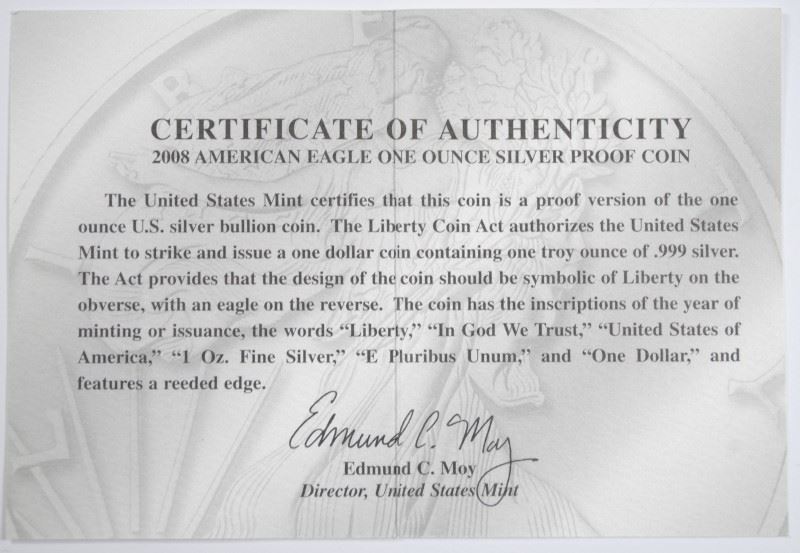 CERTIFICATE OF AUTHENTICITY
2008 AMERICAN EAGLE ONE OUNCE SILVER PROOF COIN
The United States Mint certifies that this coin is a proof version of the one
ounce U.S. silver bullion coin. The Liberty Coin Act authorizes the United States
Mint to strike and issue a one dollar coin containing one troy ounce of .999 silver.
The Act provides that the design of the coin should be symbolic of Liberty on the
obverse, with an eagle on the reverse. The coin has the inscriptions of the year of
minting or issuance, the words “Liberty,” “In God We Trust,” “United States of
America,” “1 Oz. Fine Silver,” “E Pluribus Unum,” and “One Dollar,” and
features a reeded edge.
Edmund C. Moy
Edmund C. Moy
Director, United States Mint